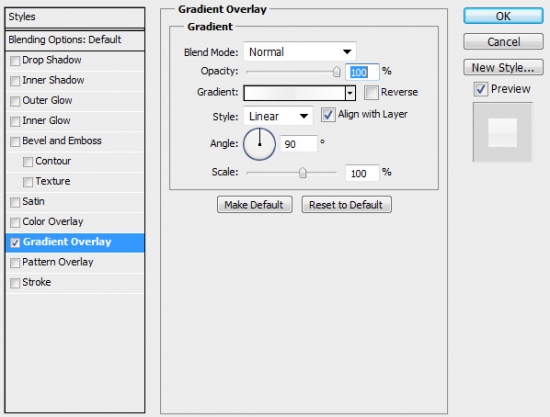 Styles
Blending Options: Default
Drop Shadow
Inner Shadow
Outer Glow
Inner Glow
Bevel and Emboss
Contour
Texture
Satin
Color Overlay
Gradient Overlay
Pattern Overlay
Stroke
Gradient Overlay
Gradient
Blend Mode: Normal
Opacity: 100 %
Gradient: Reverse
Style: Linear Align with Layer
Angle: 90 °
Scale: 100 %
Make Default Reset to Default
OK
Cancel
New Style...
Preview